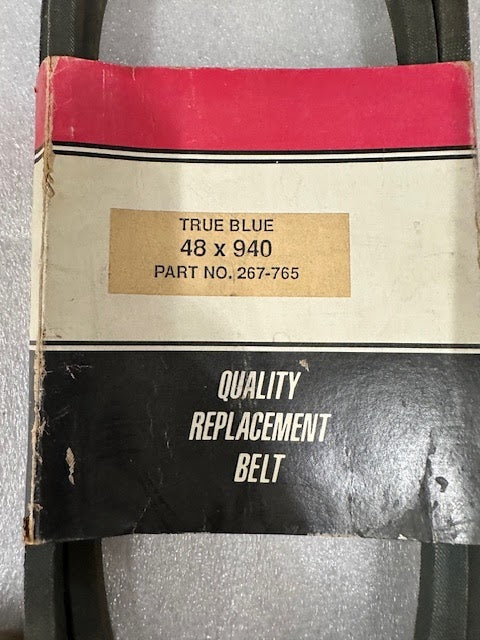 TRUE BLUE
48 x 940
PART NO. 267-765
QUALITY
REPLACEMENT
BELT